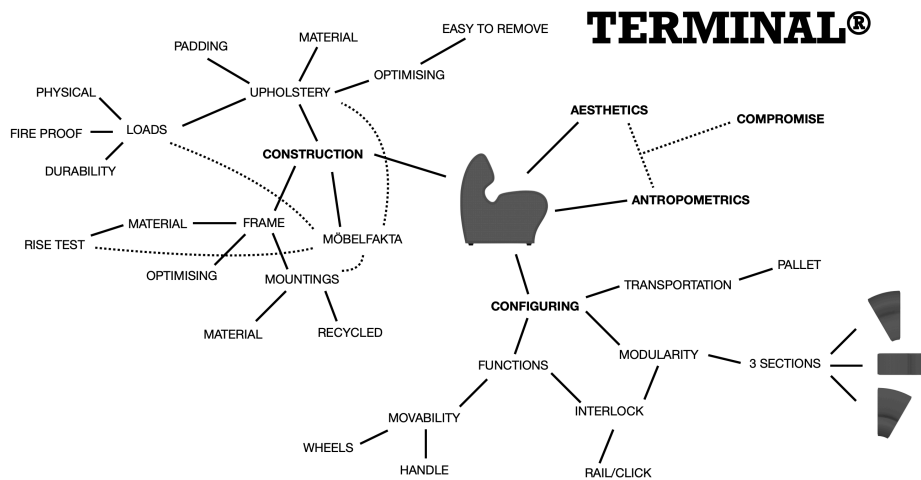 TERMINAL®
EASY TO REMOVE
MATERIAL
PADDING
OPTIMISING
UPHOLSTERY
PHYSICAL
FIRE PROOF
LOADS
DURABILITY
CONSTRUCTION
AESTHETICS
COMPROMISE
ANTROPOMETRICS
MATERIAL
FRAME
RISE TEST
MÖBELFAKTA
OPTIMISING
MOUNTINGS
MATERIAL
RECYCLED
PALLET
TRANSPORTATION
CONFIGURING
MODULARITY
3 SECTIONS
FUNCTIONS
INTERLOCK
MOVABILITY
WHEELS
HANDLE
RAIL/CLICK